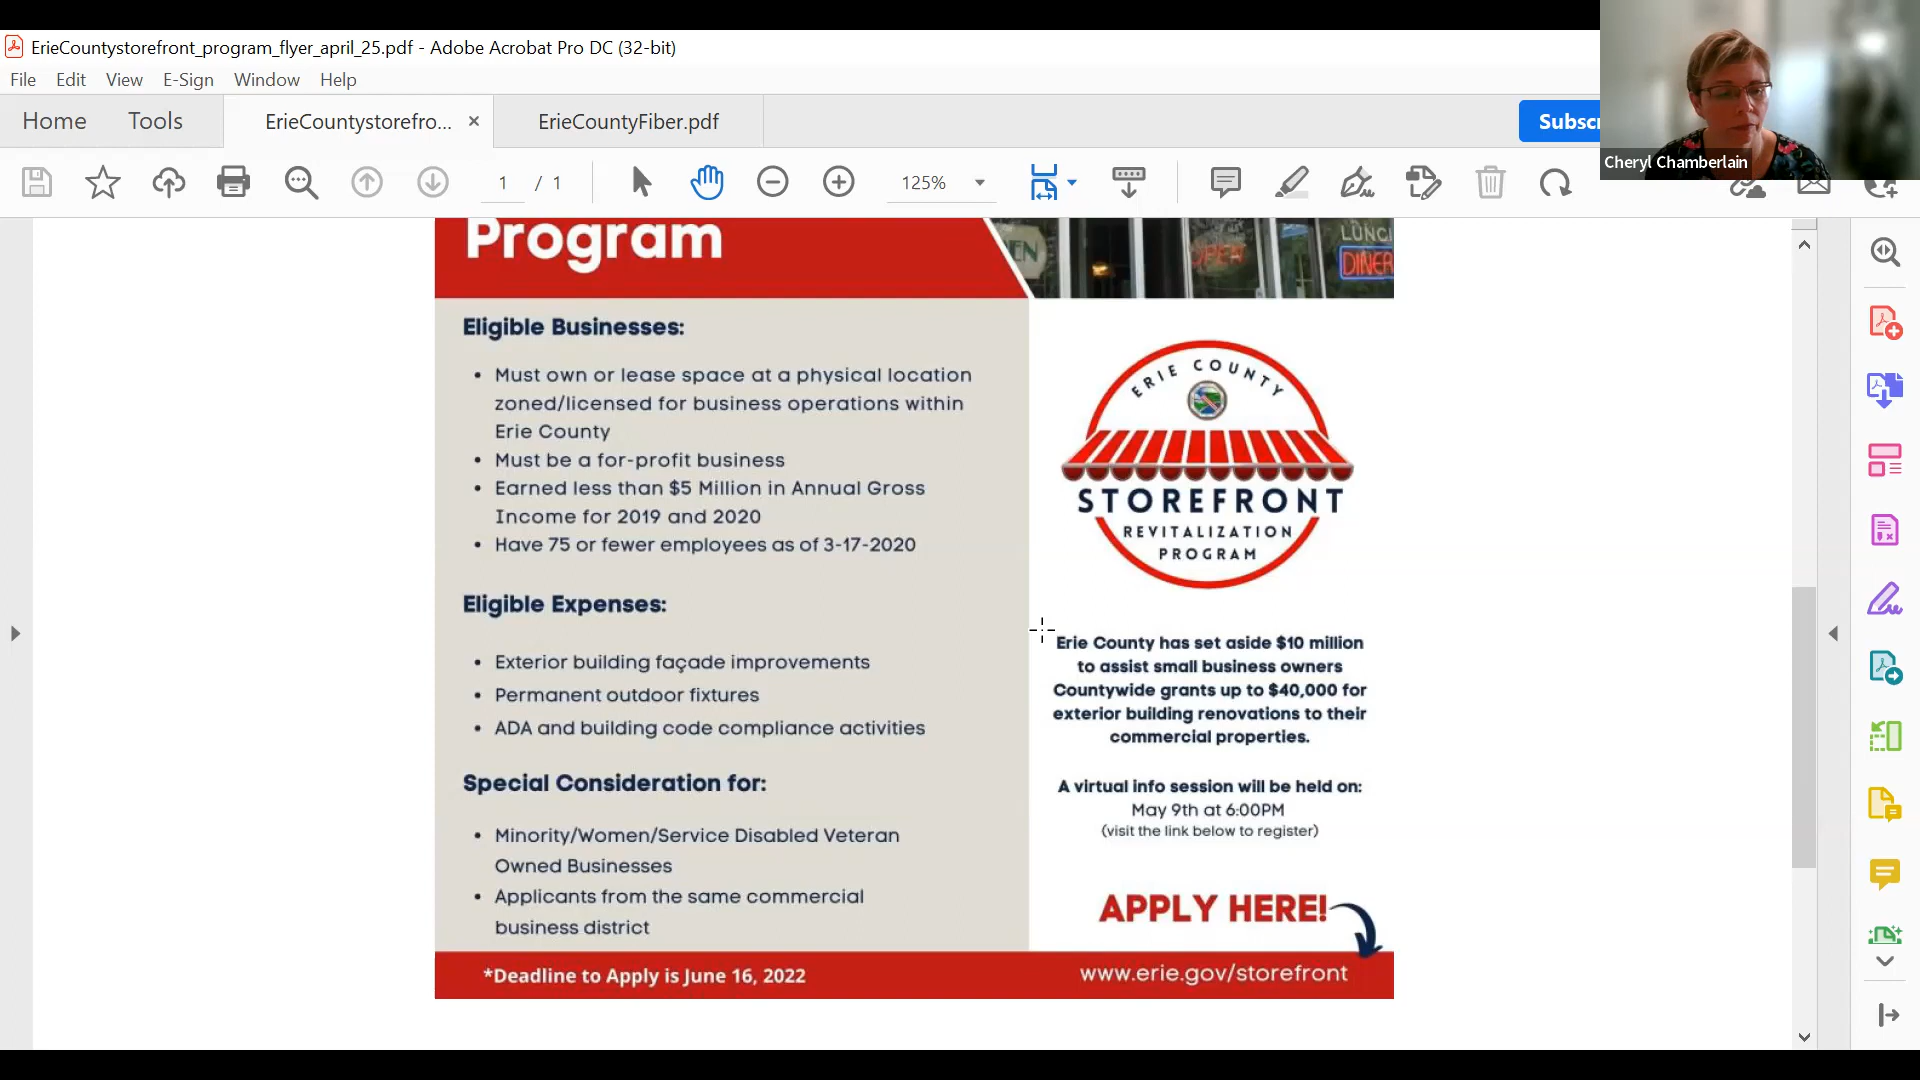 ErieCountystorefront_program_flyer_april_25.pdf - Adobe Acrobat Pro DC (32-bit)
File Edit View E-Sign Window Help
Home Tools ErieCountystorefro... × ErieCountyFiber.pdf Subscr
1 / 1 125%
Cheryl Chamberlain
Program
OPEN
LUNC
DINER
Eligible Businesses:
• Must own or lease space at a physical location
zoned/licensed for business operations within
Erie County
• Must be a for-profit business
• Earned less than $5 Million in Annual Gross
Income for 2019 and 2020
• Have 75 or fewer employees as of 3-17-2020
Eligible Expenses:
• Exterior building façade improvements
• Permanent outdoor fixtures
• ADA and building code compliance activities
Special Consideration for:
• Minority/Women/Service Disabled Veteran
Owned Businesses
• Applicants from the same commercial
business district
*Deadline to Apply is June 16, 2022
ERIE COUNTY
STOREFRONT
REVITALIZATION
PROGRAM
Erie County has set aside $10 million
to assist small business owners
Countywide grants up to $40,000 for
exterior building renovations to their
commercial properties.
A virtual info session will be held on:
May 9th at 6:00PM
(visit the link below to register)
APPLY HERE!
www.erie.gov/storefront